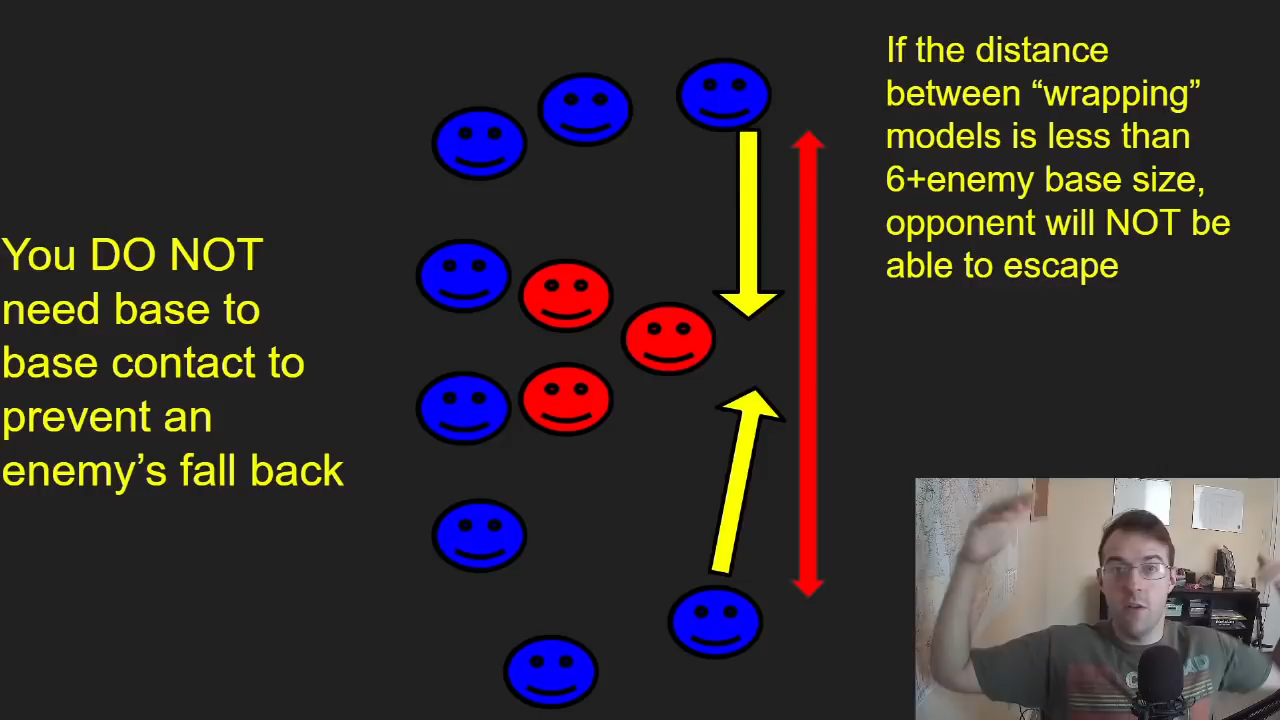 You DO NOT
need base to
base contact to
prevent an
enemy’s fall back
If the distance
between “wrapping”
models is less than
6+enemy base size,
opponent will NOT be
able to escape